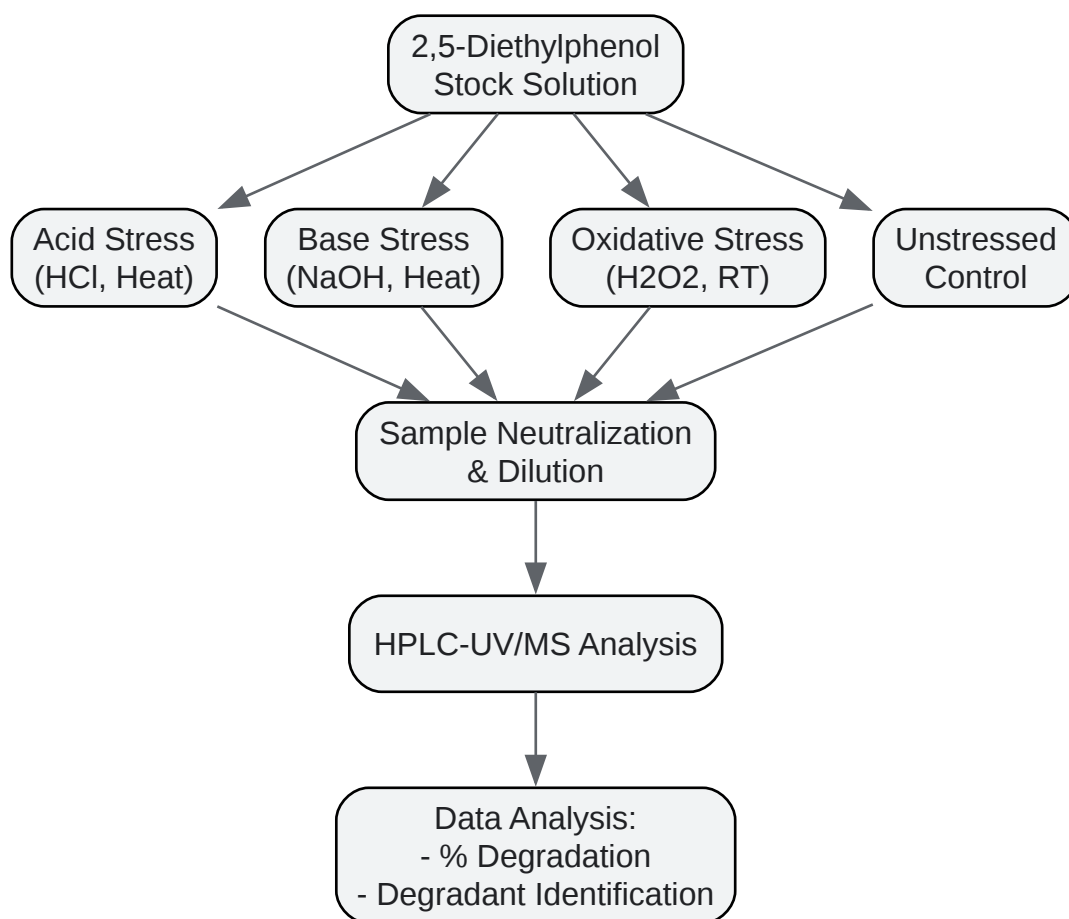 2,5-Diethylphenol
Stock Solution
Acid Stress
(HCl, Heat)
Base Stress
(NaOH, Heat)
Oxidative Stress
(H2O2, RT)
Unstressed
Control
Sample Neutralization
& Dilution
HPLC-UV/MS Analysis
Data Analysis:
- % Degradation
- Degradant Identification